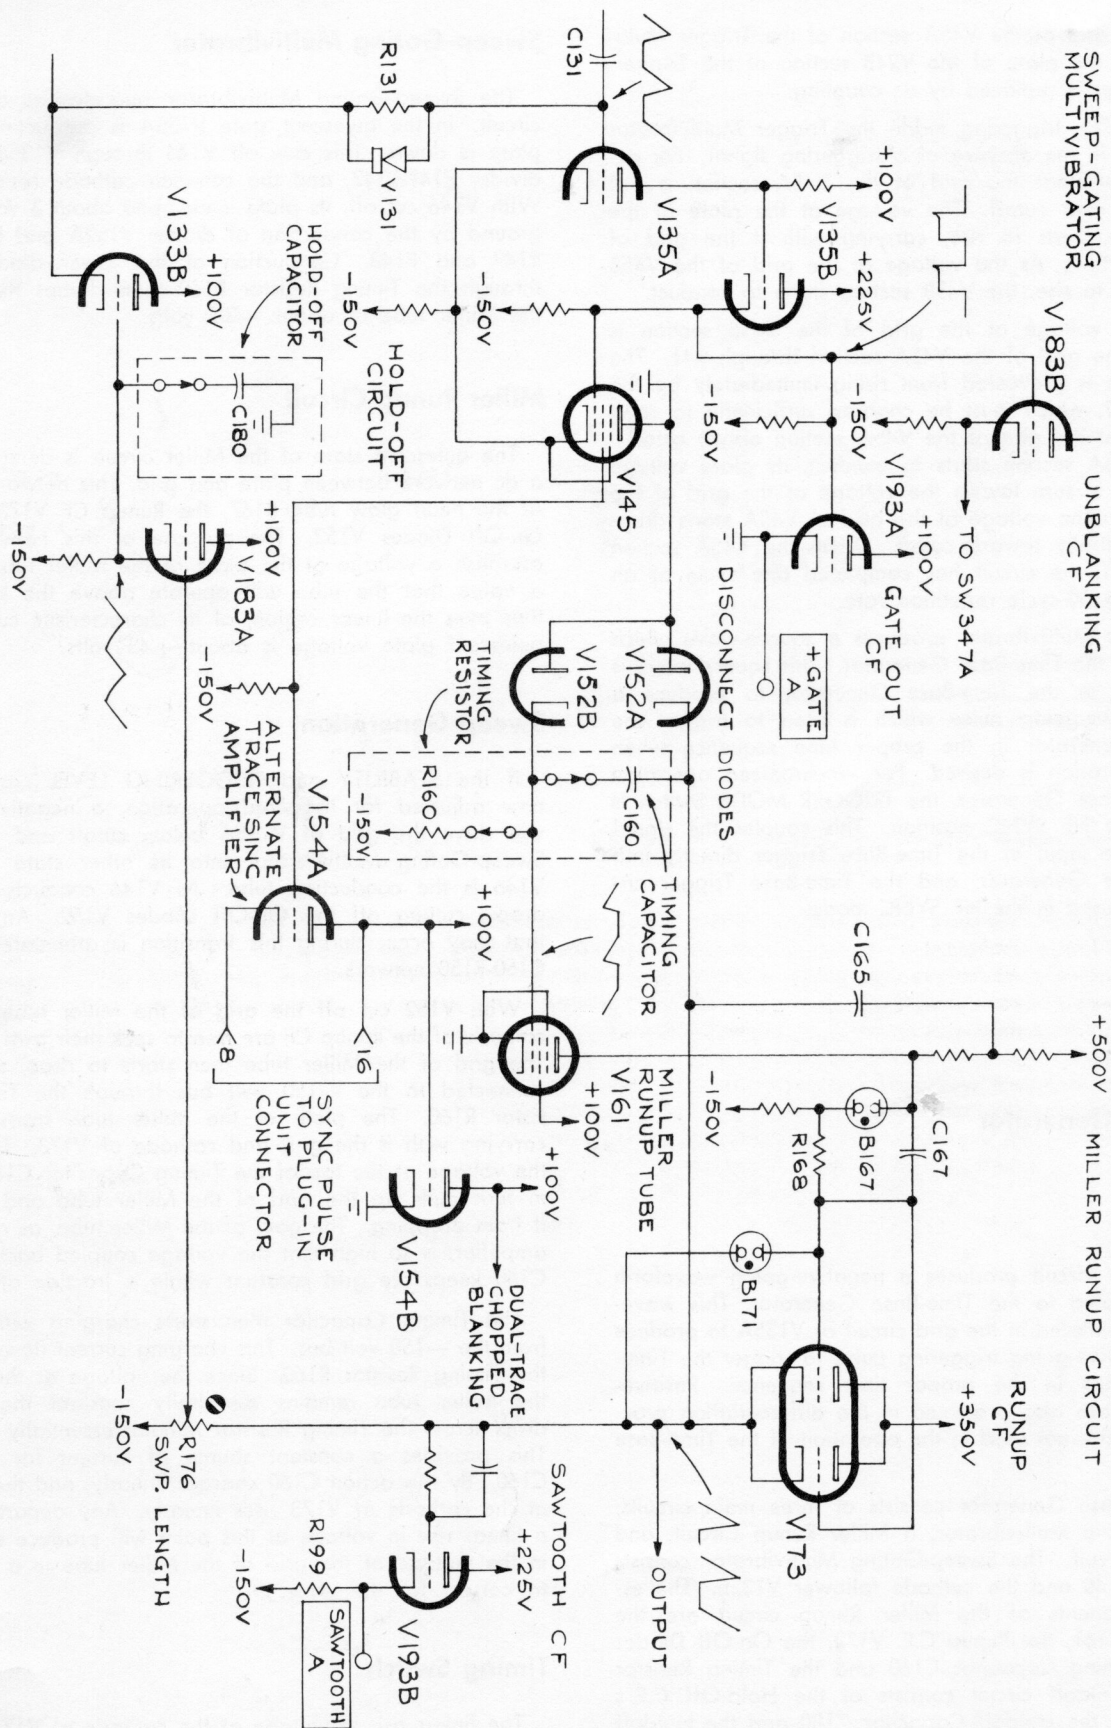 SWEEP-GATING
MULTIVIBRATOR
UNBLANKING
CF
MILLER RUNUP CIRCUIT
V183B
+500V
TO SW347A
-150V
RUNUP
CF
+350V
+100V
V135B
+225V
V193A
GATE OUT
CF
+100V
+GATE
A
C165
C167
B167
R168
-150V
B171
V173
C131
V135A
-150V
-150V
V145
DISCONNECT DIODES
V152A
V152B
TIMING
CAPACITOR
C160
TIMING
RESISTOR
R160
-150V
MILLER
RUNUP TUBE
V161
+100V
OUTPUT
R131
V131
HOLD-OFF
CIRCUIT
-150V
HOLD-OFF
CAPACITOR
C180
+100V
V133B
+100V
V183A
-150V
-150V
ALTERNATE-
TRACE SYNC
AMPLIFIER
V154A
+100V
16
8
SYNC PULSE
TO PLUG-IN
UNIT
CONNECTOR
+100V
V154B
DUAL-TRACE
CHOPPED
BLANKING
SAWTOOTH CF
+225V
V193B
R199
-150V
SAWTOOTH
A
R176
SWP. LENGTH
-150V